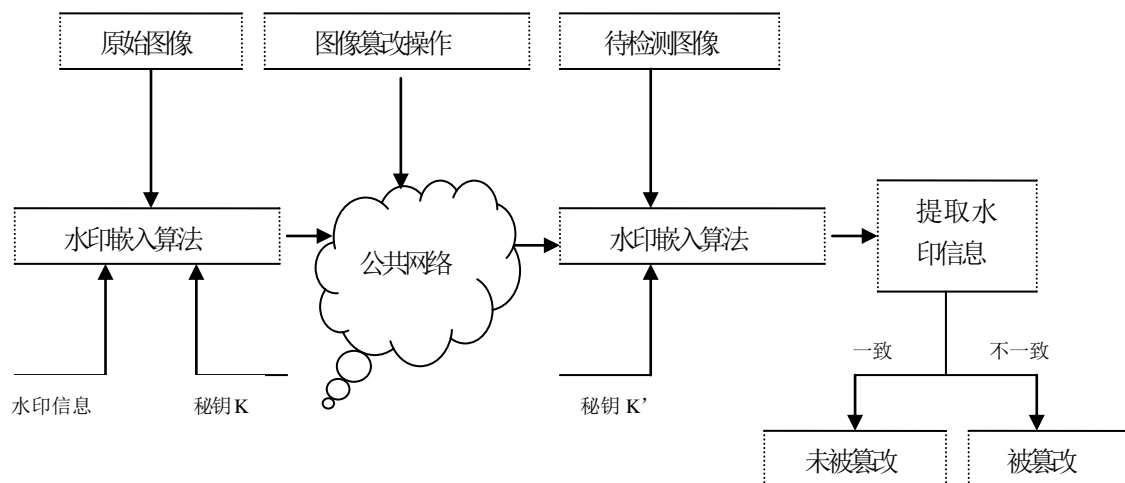 原始图像
图像篡改操作
待检测图像
水印嵌入算法
公共网络
水印嵌入算法
提取水
印信息
一致
不一致
水印信息
秘钥 K
秘钥 K’
未被篡改
被篡改